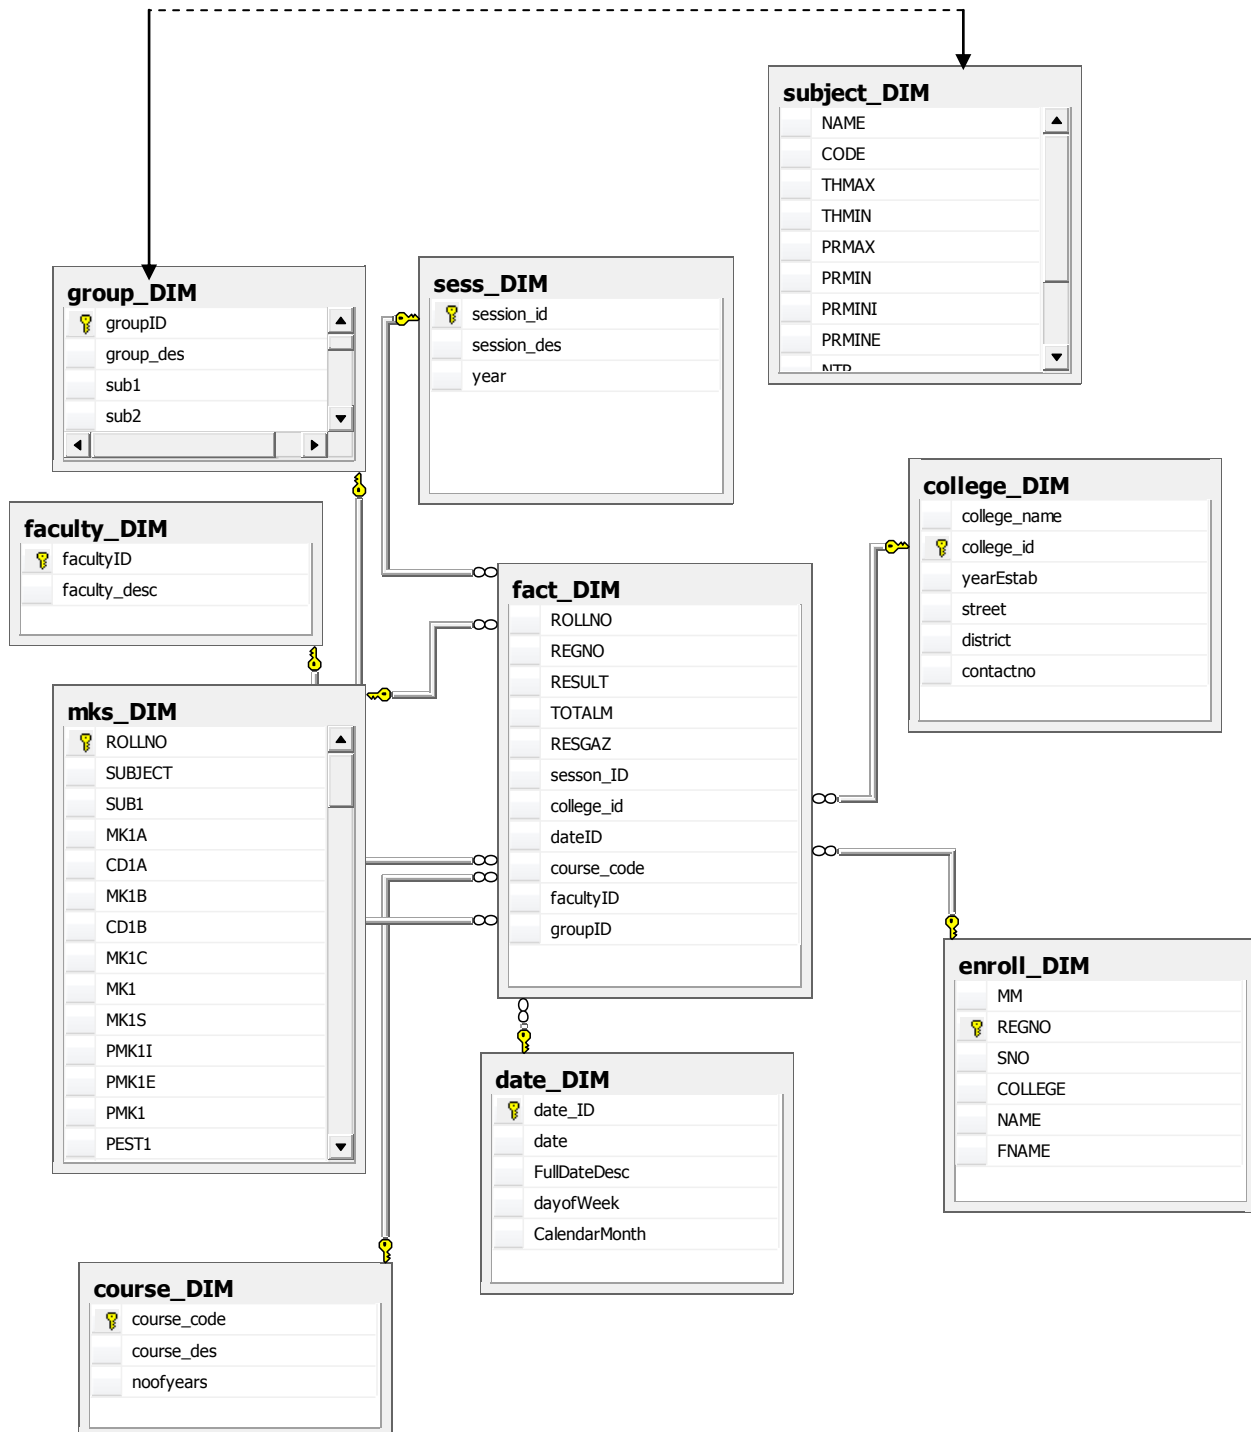 subject_DIM
NAME
CODE
THMAX
THMIN
PRMAX
PRMIN
PRMINI
PRMINE
NTP
group_DIM
groupID
group_des
sub1
sub2
sess_DIM
session_id
session_des
year
college_DIM
college_name
college_id
yearEstab
street
district
contactno
faculty_DIM
facultyID
faculty_desc
fact_DIM
ROLLNO
REGNO
RESULT
TOTALM
RESGAZ
sesson_ID
college_id
dateID
course_code
facultyID
groupID
mks_DIM
ROLLNO
SUBJECT
SUB1
MK1A
CD1A
MK1B
CD1B
MK1C
MK1
MK1S
PMK1I
PMK1E
PMK1
PEST1
enroll_DIM
MM
REGNO
SNO
COLLEGE
NAME
FNAME
date_DIM
date_ID
date
FullDateDesc
dayofWeek
CalendarMonth
course_DIM
course_code
course_des
noofyears